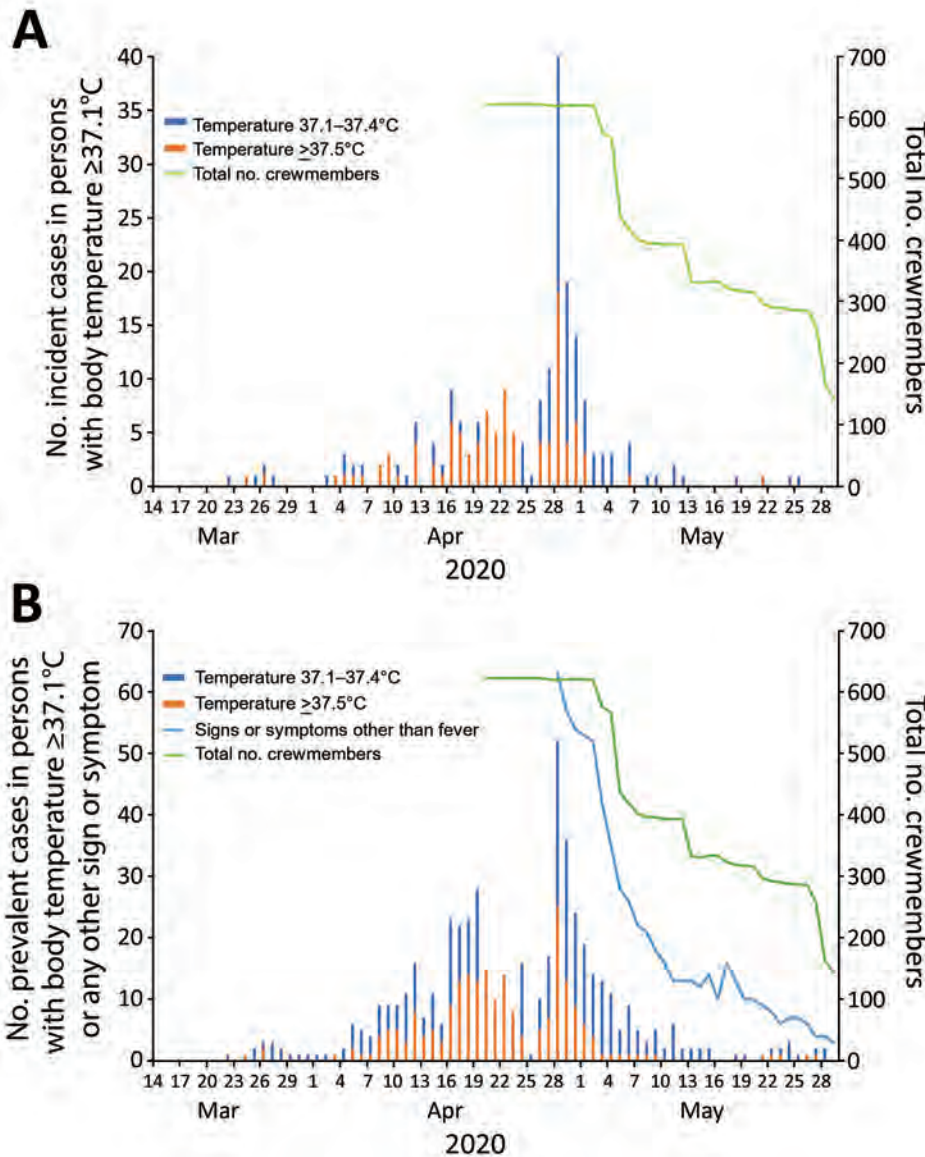 A
No. incident cases in persons
with body temperature ≥37.1°C
40
35
30
25
20
15
10
5
0
Temperature 37.1–37.4°C
Temperature ≥37.5°C
Total no. crewmembers
700
600
500
400
300
200
100
0
Total no. crewmembers
14 17 20 23 26 29 1 4 7 10 13 16 19 22 25 28 1 4 7 10 13 16 19 22 25 28
Mar Apr May
2020
B
No. prevalent cases in persons
with body temperature ≥37.1°C
or any other sign or symptom
70
60
50
40
30
20
10
0
Temperature 37.1–37.4°C
Temperature ≥37.5°C
Signs or symptoms other than fever
Total no. crewmembers
700
600
500
400
300
200
100
0
Total no. crewmembers
14 17 20 23 26 29 1 4 7 10 13 16 19 22 25 28 1 4 7 10 13 16 19 22 25 28
Mar Apr May
2020